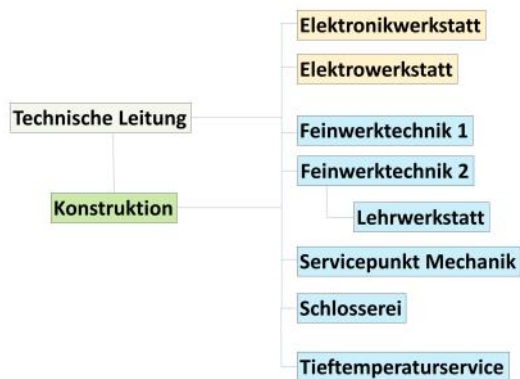 Elektronikwerkstatt
Elektrowerkstatt
Technische Leitung
Feinwerktechnik 1
Feinwerktechnik 2
Konstruktion
Lehrwerkstatt
Servicepunkt Mechanik
Schlosserei
Tieftemperaturservice